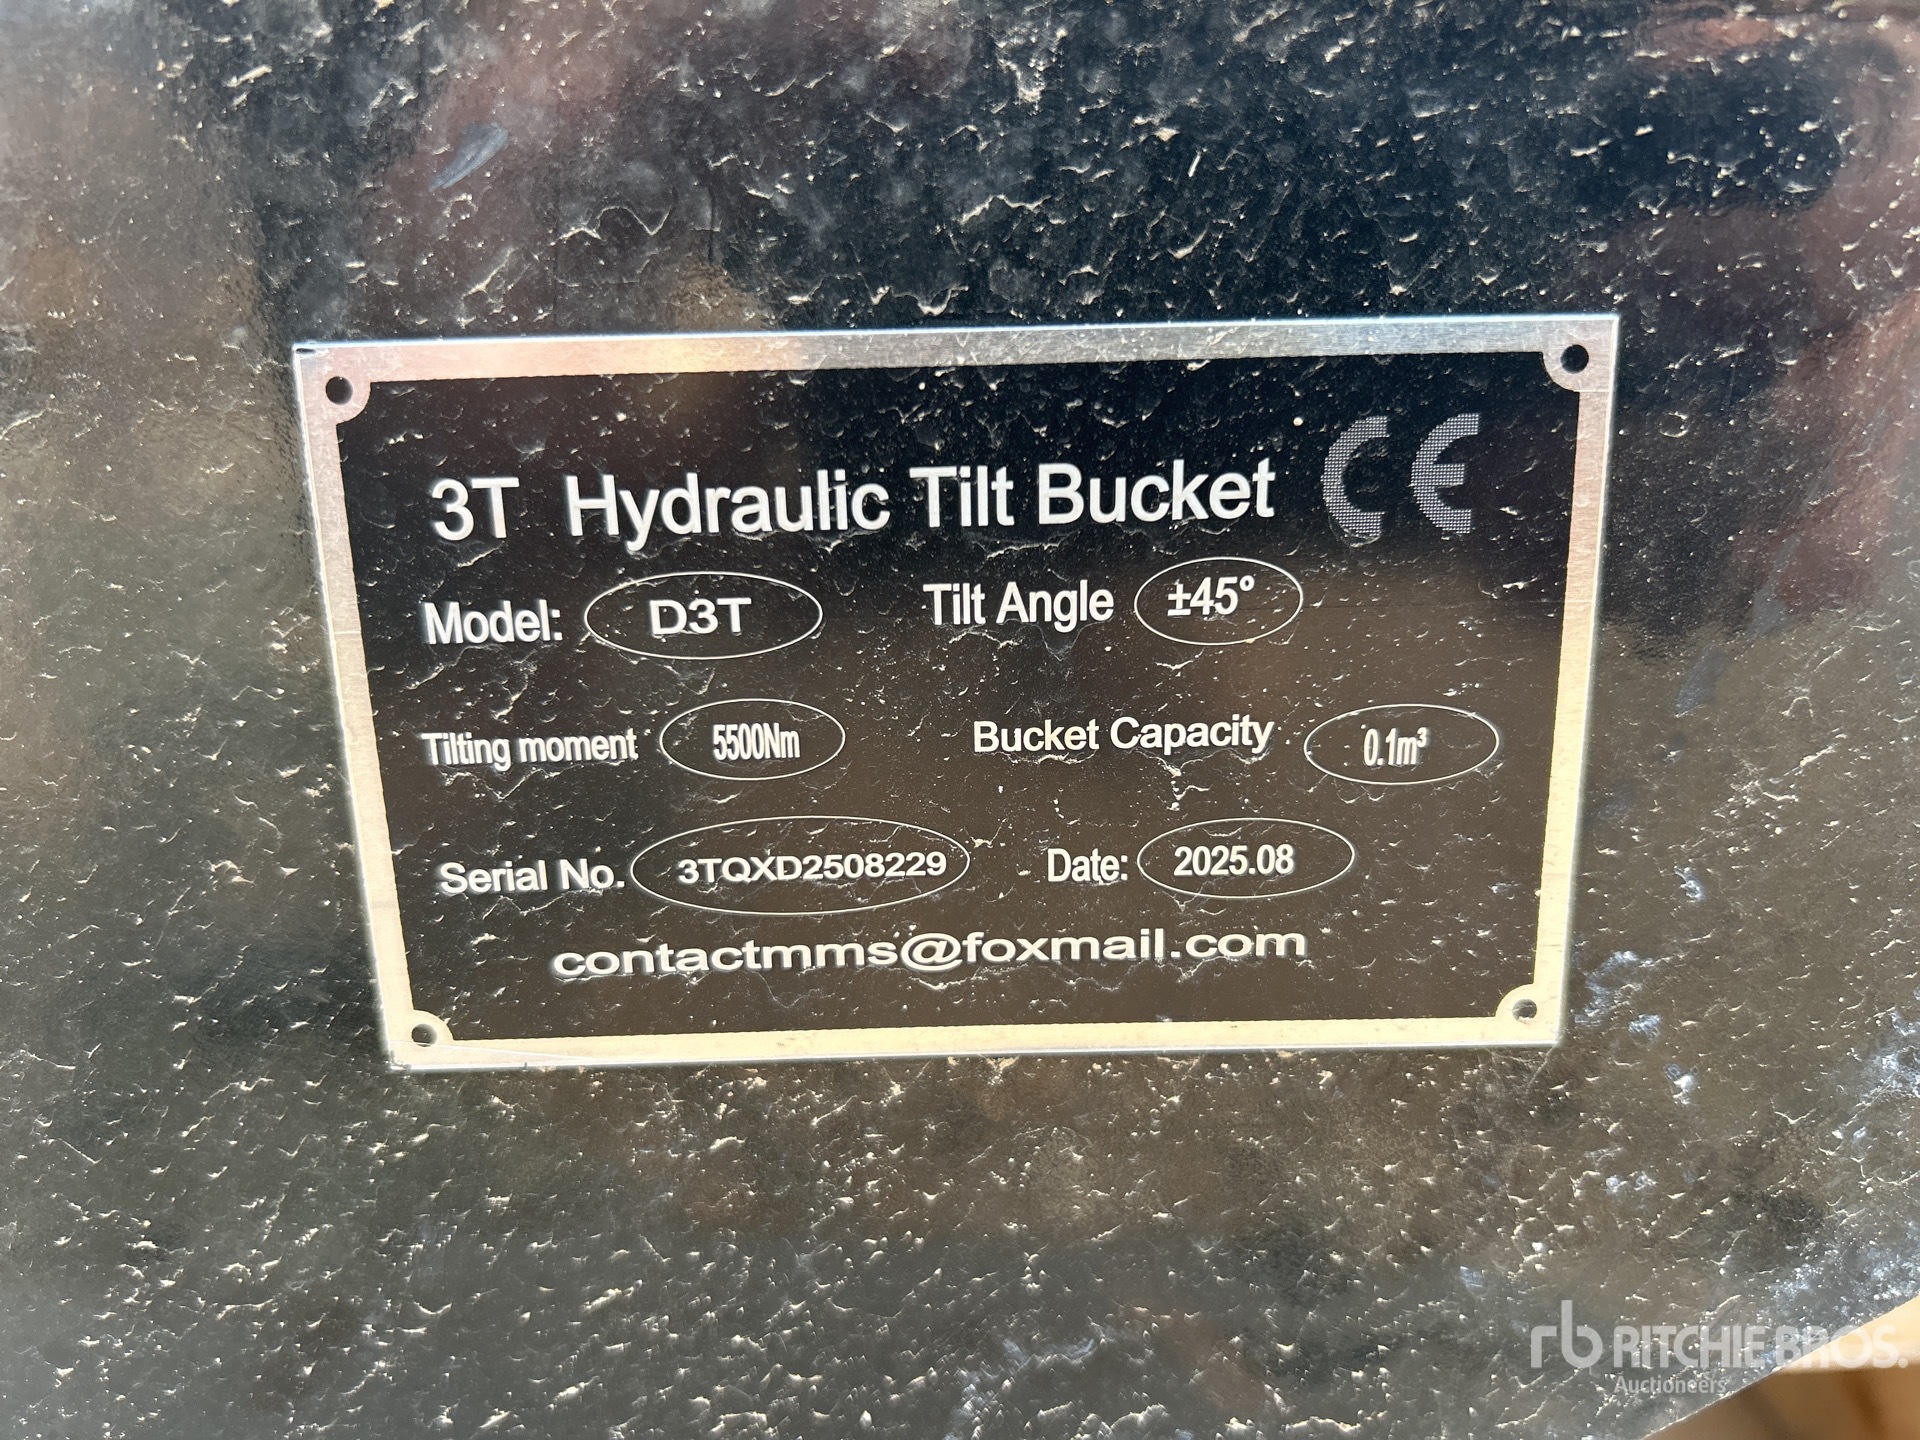 3T Hydraulic Tilt Bucket CE
Model: D3T Tilt Angle ±45°
Tilting moment 5500Nm Bucket Capacity 0.1m³
Serial No. 3TQXD2508229 Date: 2025.08
contactmms@foxmail.com
rb RITCHIE BROS.
Auctioneers